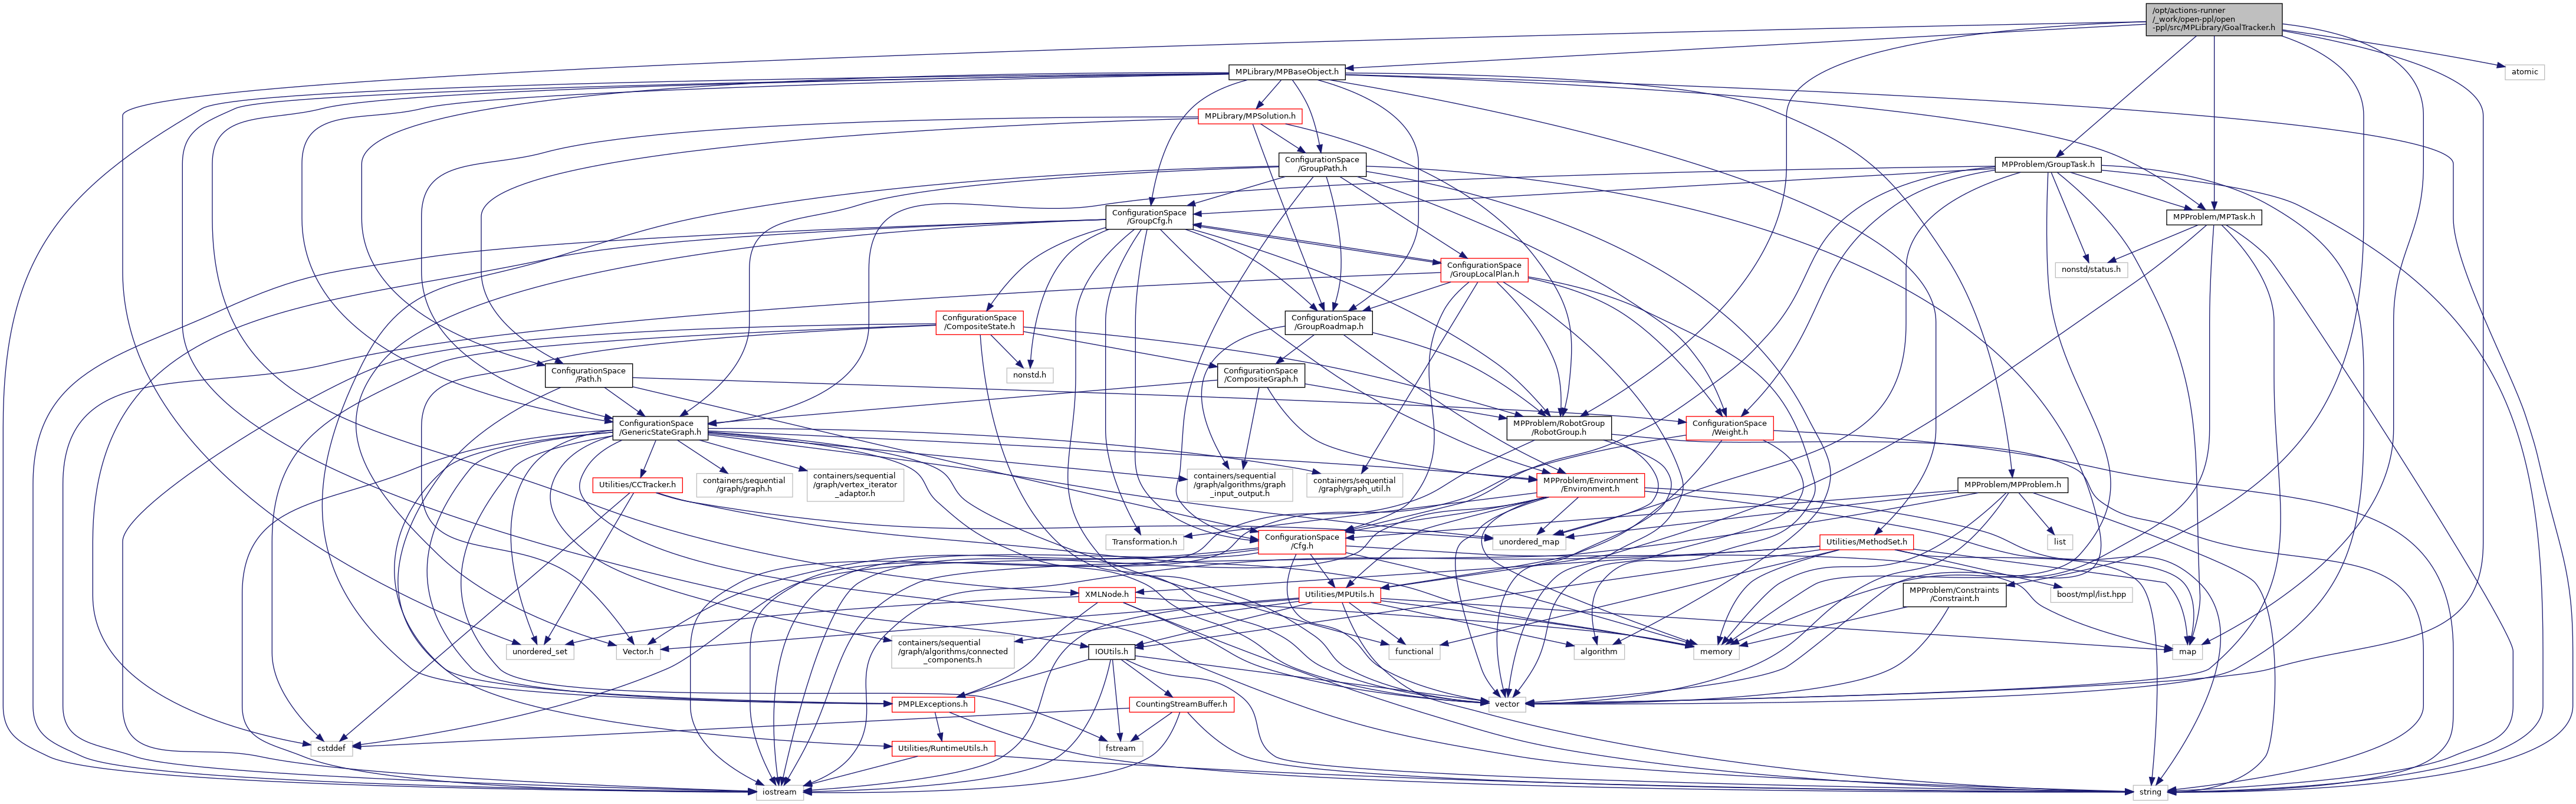 /opt/actions-runner
/_work/open-ppl/open
-ppl/src/MPLibrary/GoalTracker.h
MPLibrary/MPBaseObject.h
atomic
MPLibrary/MPSolution.h
ConfigurationSpace
/GroupPath.h
MPProblem/GroupTask.h
ConfigurationSpace
/GroupCfg.h
MPProblem/MPTask.h
ConfigurationSpace
/GroupLocalPlan.h
nonstd/status.h
ConfigurationSpace
/CompositeState.h
ConfigurationSpace
/GroupRoadmap.h
ConfigurationSpace
/Path.h
nonstd.h
ConfigurationSpace
/CompositeGraph.h
ConfigurationSpace
/GenericStateGraph.h
MPProblem/RobotGroup
/RobotGroup.h
ConfigurationSpace
/Weight.h
Utilities/CCTracker.h
containers/sequential
/graph/graph.h
containers/sequential
/graph/vertex_iterator
_adaptor.h
containers/sequential
/graph/algorithms/graph
_input_output.h
containers/sequential
/graph/graph_util.h
MPProblem/Environment
/Environment.h
MPProblem/MPProblem.h
Transformation.h
ConfigurationSpace
/Cfg.h
unordered_map
Utilities/MethodSet.h
list
XMLNode.h
Utilities/MPUtils.h
MPProblem/Constraints
/Constraint.h
boost/mpl/list.hpp
unordered_set
Vector.h
containers/sequential
/graph/algorithms/connected
_components.h
IOUtils.h
functional
algorithm
memory
map
PMPLExceptions.h
CountingStreamBuffer.h
vector
cstddef
Utilities/RuntimeUtils.h
fstream
iostream
string